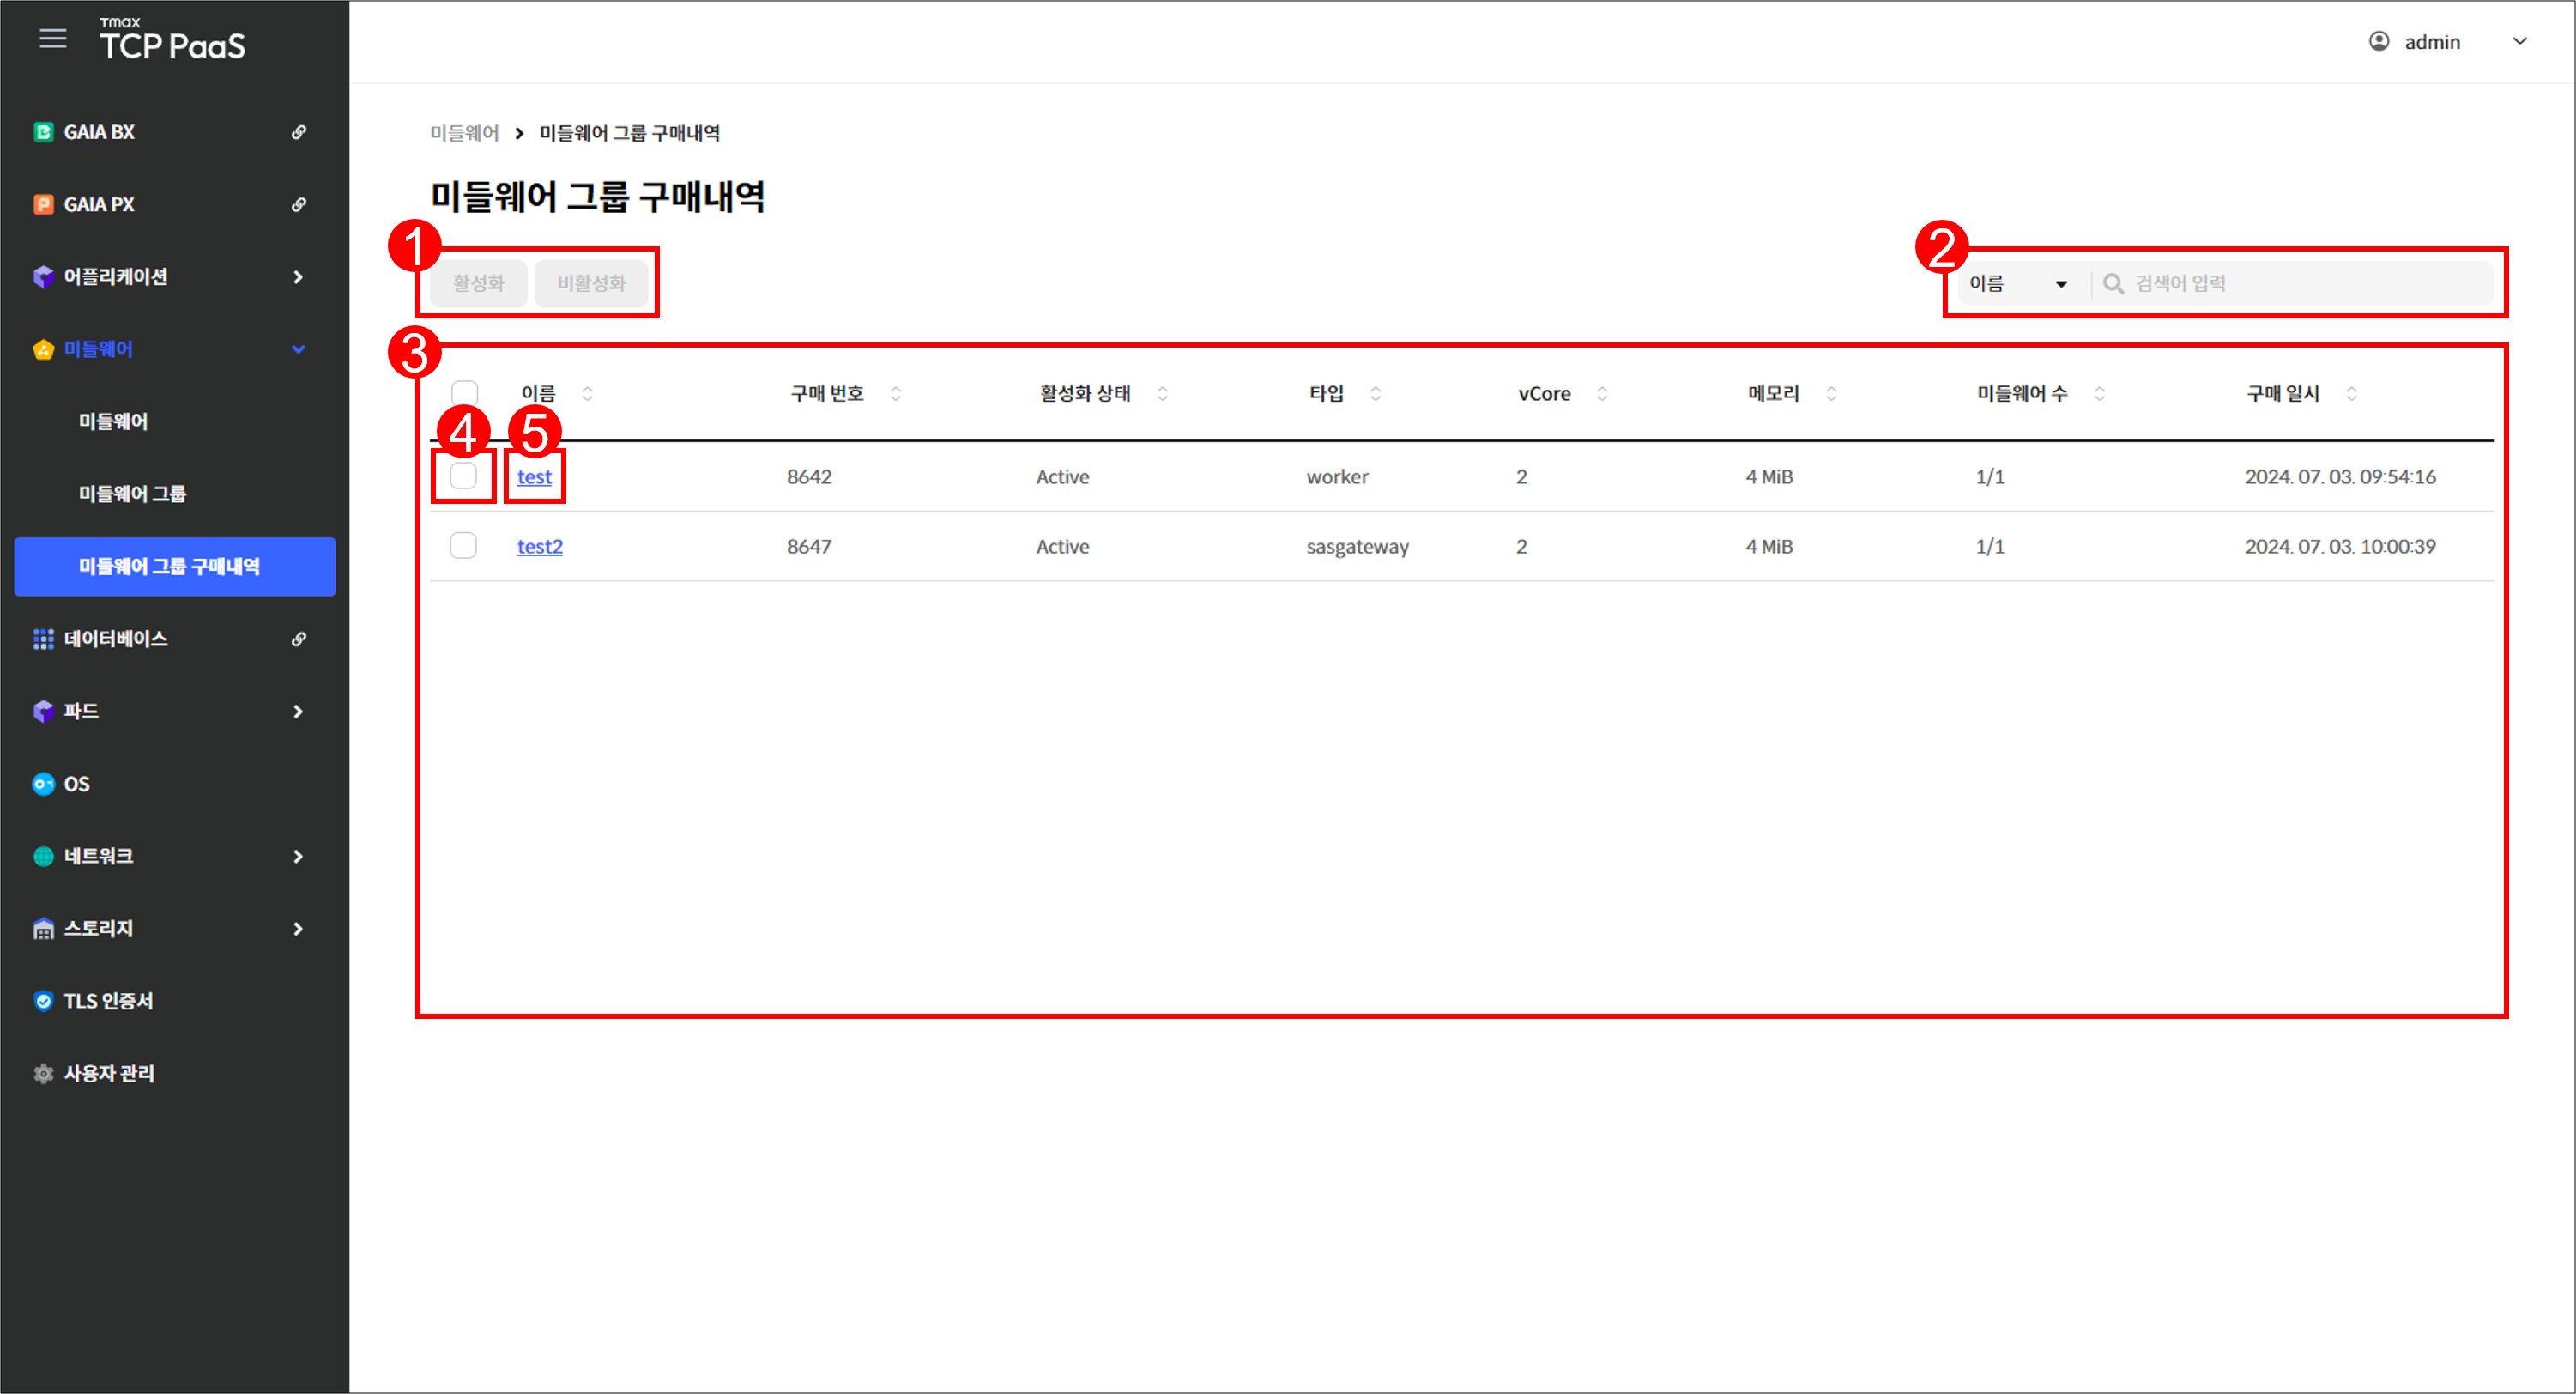 Tmax
TCP PaaS
admin
GAIA BX
GAIA PX
어플리케이션
미들웨어
미들웨어
미들웨어 그룹
미들웨어 그룹 구매내역
데이터베이스
파드
OS
네트워크
스토리지
TLS 인증서
사용자 관리
미들웨어 > 미들웨어 그룹 구매내역
미들웨어 그룹 구매내역
1
활성화 비활성화
2
이름 검색어 입력
3
이름 구매 번호 활성화 상태 타입 vCore 메모리 미들웨어 수 구매 일시
4 5
test 8642 Active worker 2 4 MiB 1/1 2024. 07. 03. 09:54:16
test2 8647 Active sasgateway 2 4 MiB 1/1 2024. 07. 03. 10:00:39